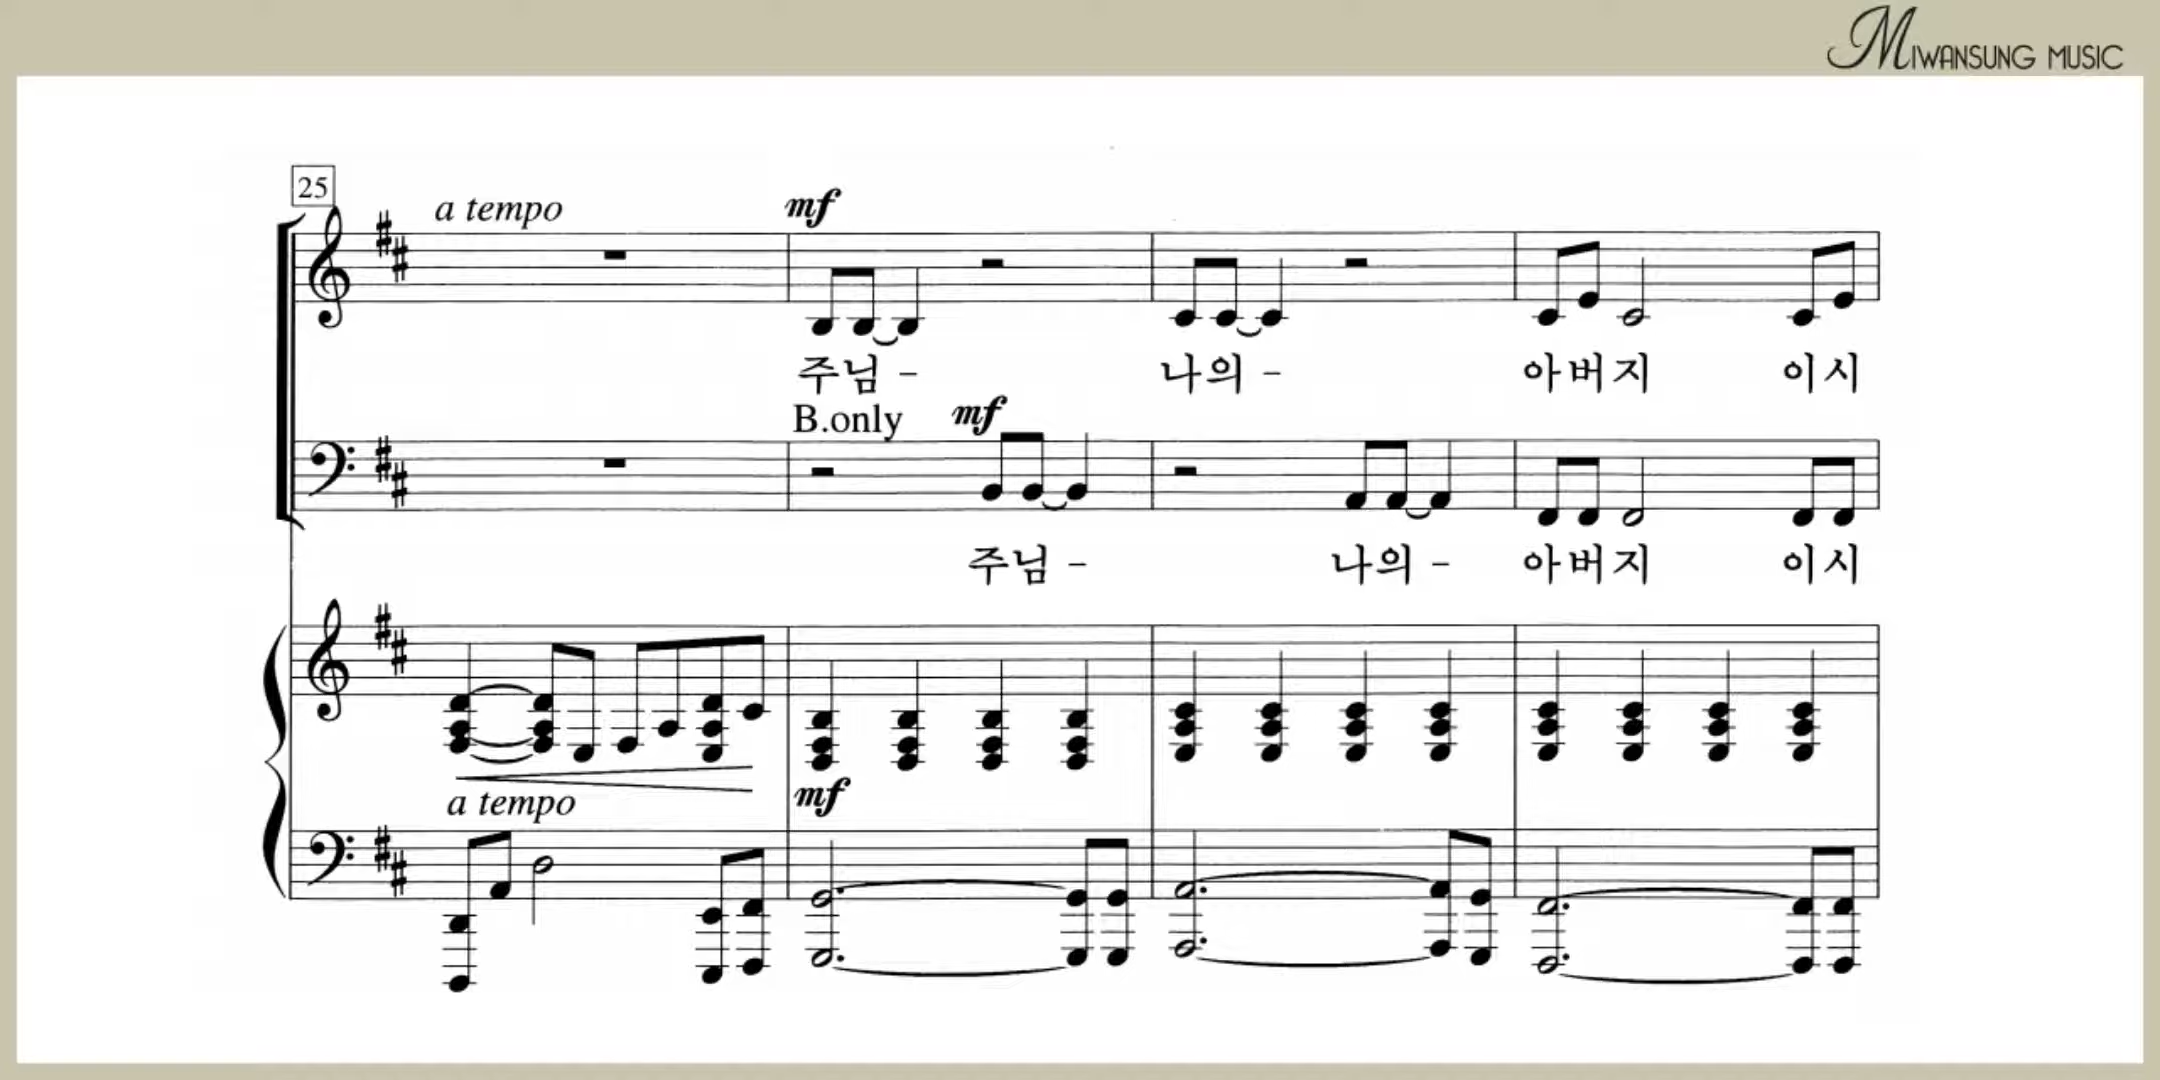 MIWANSUNG MUSIC
25
a tempo
mf
주님 -
나의 -
아버지
이시
B.only
mf
주님 -
나의 -
아버지
이시
a tempo
mf